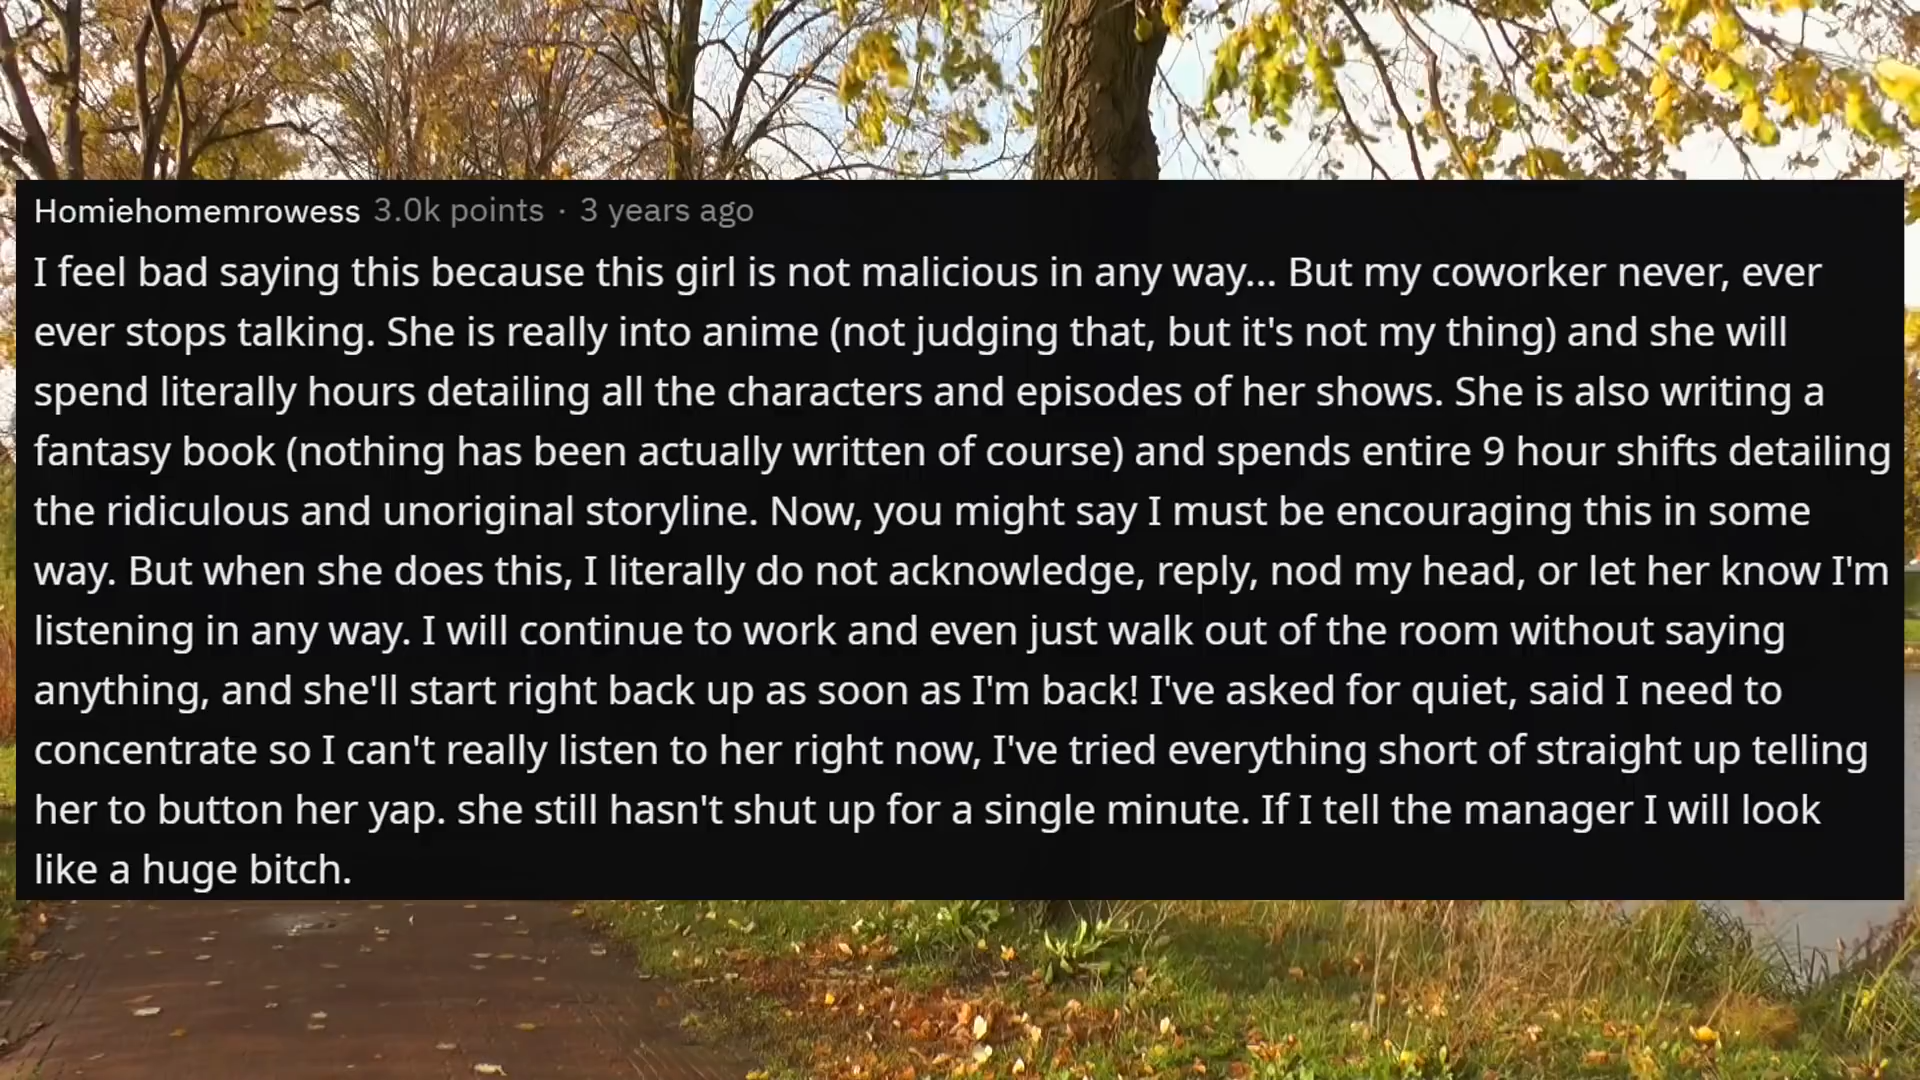 Homiehomemrowess 3.0k points · 3 years ago
I feel bad saying this because this girl is not malicious in any way... But my coworker never, ever
ever stops talking. She is really into anime (not judging that, but it's not my thing) and she will
spend literally hours detailing all the characters and episodes of her shows. She is also writing a
fantasy book (nothing has been actually written of course) and spends entire 9 hour shifts detailing
the ridiculous and unoriginal storyline. Now, you might say I must be encouraging this in some
way. But when she does this, I literally do not acknowledge, reply, nod my head, or let her know I'm
listening in any way. I will continue to work and even just walk out of the room without saying
anything, and she'll start right back up as soon as I'm back! I've asked for quiet, said I need to
concentrate so I can't really listen to her right now, I've tried everything short of straight up telling
her to button her yap. she still hasn't shut up for a single minute. If I tell the manager I will look
like a huge bitch.